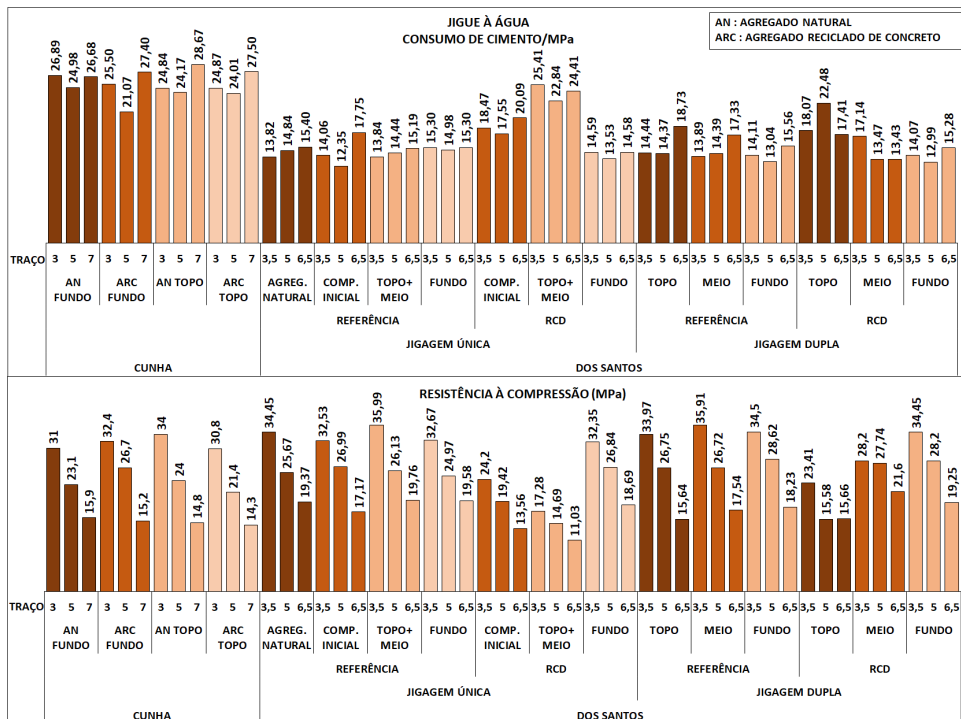 JIGUE À ÁGUA
CONSUMO DE CIMENTO/MPa
AN : AGREGADO NATURAL
ARC : AGREGADO RECICLADO DE CONCRETO
26,89 24,98 26,68 25,50 21,07 27,40 24,84 24,17 28,67 24,87 24,01 27,50 13,82 14,84 15,40 14,06 12,35 17,75 13,84 14,44 15,19 15,30 14,98 15,30 18,47 17,55 20,09 25,41 22,84 24,41 14,59 13,53 14,58 14,44 14,37 18,73 13,89 14,39 17,33 14,11 13,04 15,56 18,07 22,48 17,41 17,14 13,47 13,43 14,07 12,99 15,28
TRAÇO 3 5 7 3 5 7 3 5 7 3 5 7 3,5 5 6,5 3,5 5 6,5 3,5 5 6,5 3,5 5 6,5 3,5 5 6,5 3,5 5 6,5 3,5 5 6,5 3,5 5 6,5 3,5 5 6,5 3,5 5 6,5 3,5 5 6,5 3,5 5 6,5 3,5 5 6,5
AN ARC AN TOPO ARC AGREG. COMP. TOPO+ FUNDO COMP. TOPO+ FUNDO TOPO MEIO FUNDO TOPO MEIO FUNDO
FUNDO FUNDO TOPO NATURAL INICIAL MEIO INICIAL MEIO
REFERÊNCIA RCD REFERÊNCIA RCD
JIGAGEM ÚNICA JIGAGEM DUPLA
CUNHA DOS SANTOS
RESISTÊNCIA À COMPRESSÃO (MPa)
31 23,1 15,9 32,4 26,7 15,2 34 24 14,8 30,8 21,4 14,3 34,45 25,67 19,37 32,53 26,99 17,17 35,99 26,13 19,76 32,67 24,97 19,58 24,2 19,42 13,56 17,28 14,69 11,03 32,35 26,84 18,69 33,97 26,75 15,64 35,91 26,72 17,54 34,5 28,62 18,23 23,41 15,58 15,66 28,2 27,74 21,6 34,45 28,2 19,25
TRAÇO 3 5 7 3 5 7 3 5 7 3 5 7 3,5 5 6,5 3,5 5 6,5 3,5 5 6,5 3,5 5 6,5 3,5 5 6,5 3,5 5 6,5 3,5 5 6,5 3,5 5 6,5 3,5 5 6,5 3,5 5 6,5 3,5 5 6,5 3,5 5 6,5 3,5 5 6,5
AN ARC AN TOPO ARC AGREG. COMP. TOPO+ FUNDO COMP. TOPO+ FUNDO TOPO MEIO FUNDO TOPO MEIO FUNDO
FUNDO FUNDO TOPO NATURAL INICIAL MEIO INICIAL MEIO
REFERÊNCIA RCD REFERÊNCIA RCD
JIGAGEM ÚNICA JIGAGEM DUPLA
CUNHA DOS SANTOS